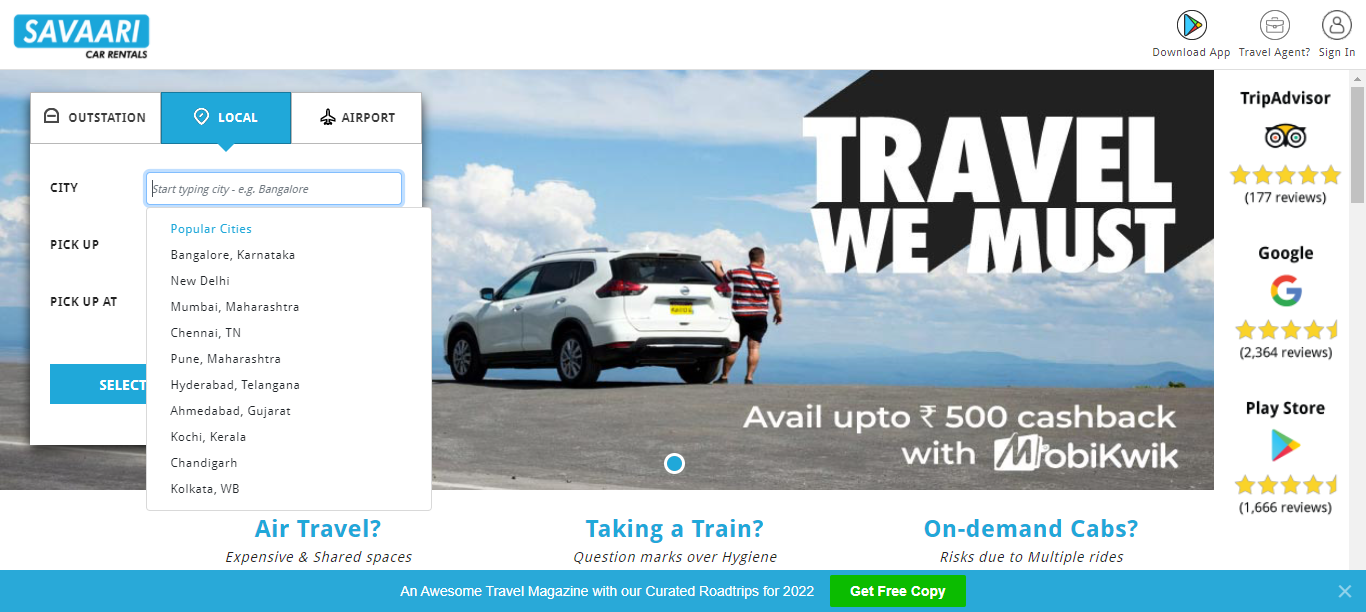 SAVAARI
CAR RENTALS
Download App
Travel Agent?
Sign In
OUTSTATION
LOCAL
AIRPORT
CITY
Start typing city - e.g. Bangalore
Popular Cities
Bangalore, Karnataka
New Delhi
Mumbai, Maharashtra
Chennai, TN
Pune, Maharashtra
Hyderabad, Telangana
Ahmedabad, Gujarat
Kochi, Kerala
Chandigarh
Kolkata, WB
PICK UP
PICK UP AT
SELECT
TRAVEL
WE MUST
Avail upto ₹ 500 cashback
with MobiKwik
TripAdvisor
(177 reviews)
Google
(2,364 reviews)
Play Store
(1,666 reviews)
Air Travel?
Expensive & Shared spaces
Taking a Train?
Question marks over Hygiene
On-demand Cabs?
Risks due to Multiple rides
An Awesome Travel Magazine with our Curated Roadtrips for 2022
Get Free Copy